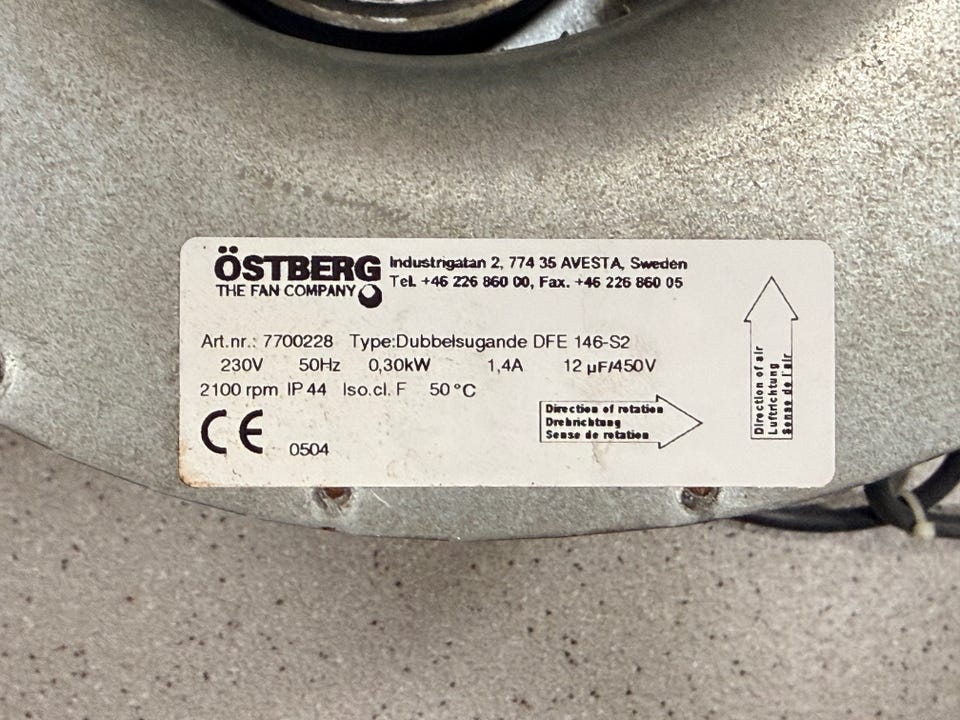 ÖSTBERG
THE FAN COMPANY
Industrigatan 2, 774 35 AVESTA, Sweden
Tel. +46 226 860 00, Fax. +46 226 860 05
Art.nr.: 7700228 Type:Dubbelsugande DFE 146-S2
230V 50Hz 0,30kW 1,4A 12 µF/450V
2100 rpm IP 44 Iso.cl. F 50 °C
CE 0504
Direction of rotation
Drehrichtung
Sense de rotation
Direction of air
Luftrichtung
Sense de l'air